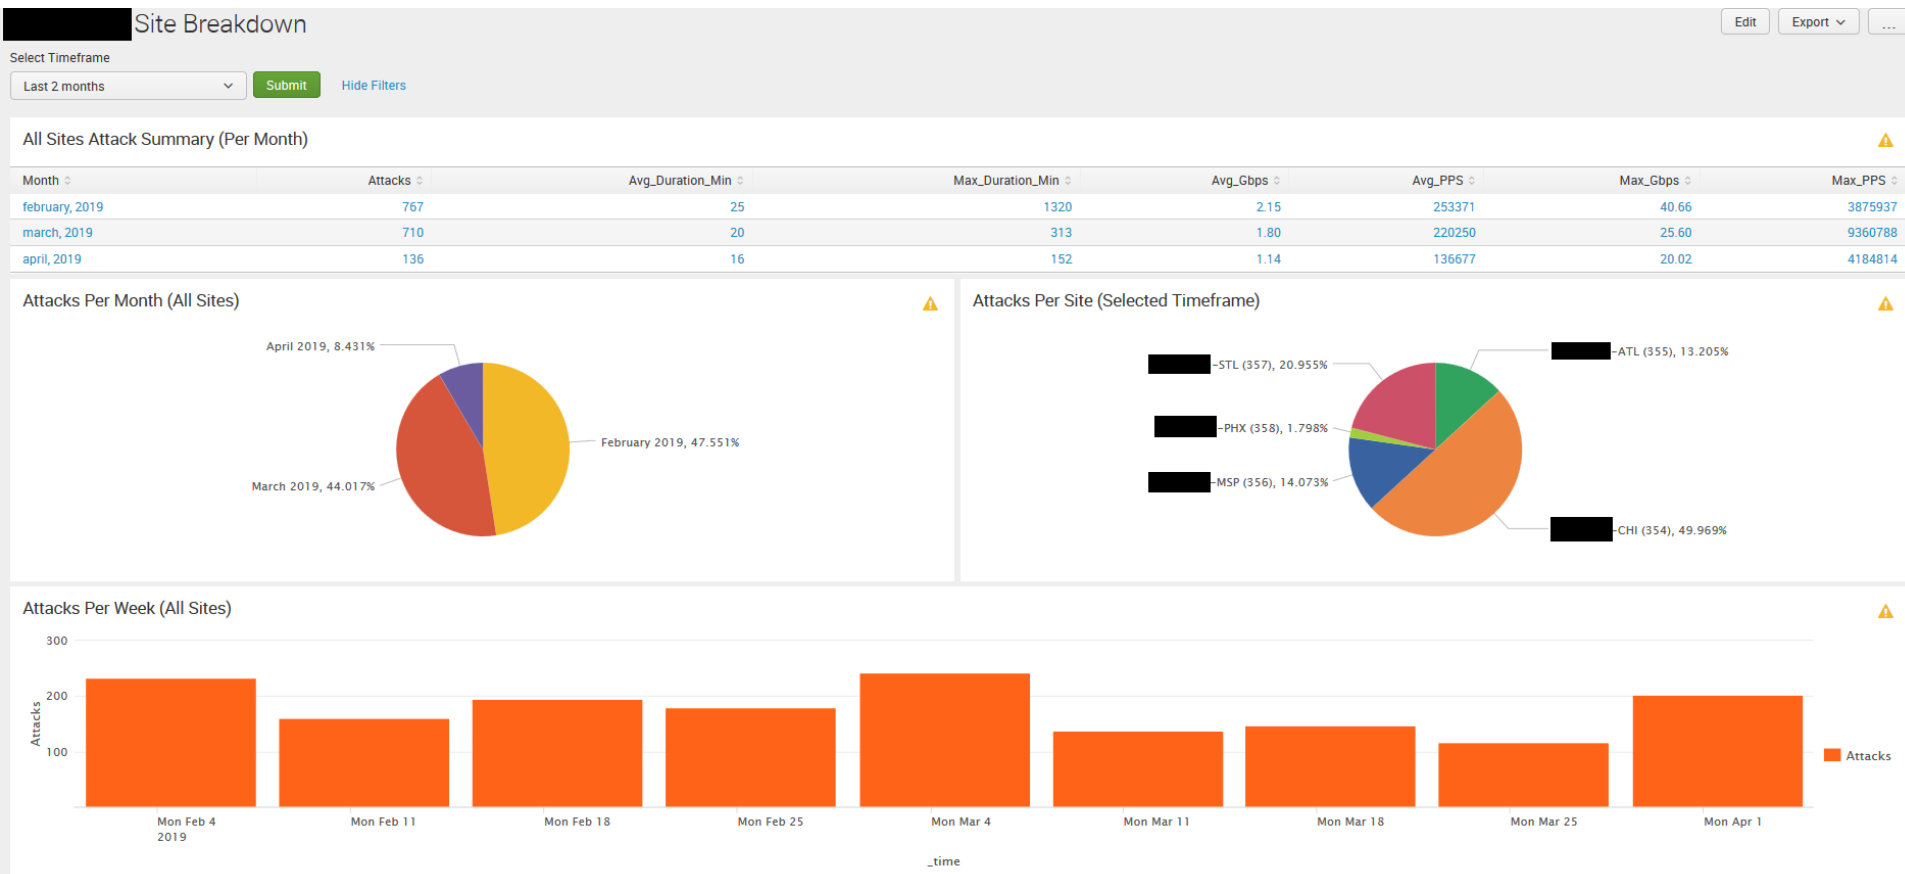 Site Breakdown
Edit
Export
...
Select Timeframe
Last 2 months
Submit
Hide Filters
All Sites Attack Summary (Per Month)
Month Attacks Avg_Duration_Min Max_Duration_Min Avg_Gbps Avg_PPS Max_Gbps Max_PPS
february, 2019 767 25 1320 2.15 253371 40.66 3875937
march, 2019 710 20 313 1.80 220250 25.60 9360788
april, 2019 136 16 152 1.14 136677 20.02 4184814
Attacks Per Month (All Sites)
April 2019, 8.431%
February 2019, 47.551%
March 2019, 44.017%
Attacks Per Site (Selected Timeframe)
-ATL (355), 13.205%
-STL (357), 20.955%
-PHX (358), 1.798%
-MSP (356), 14.073%
-CHI (354), 49.969%
Attacks Per Week (All Sites)
300
200
100
Attacks
Mon Feb 4
2019
Mon Feb 11
Mon Feb 18
Mon Feb 25
Mon Mar 4
Mon Mar 11
Mon Mar 18
Mon Mar 25
Mon Apr 1
_time
Attacks